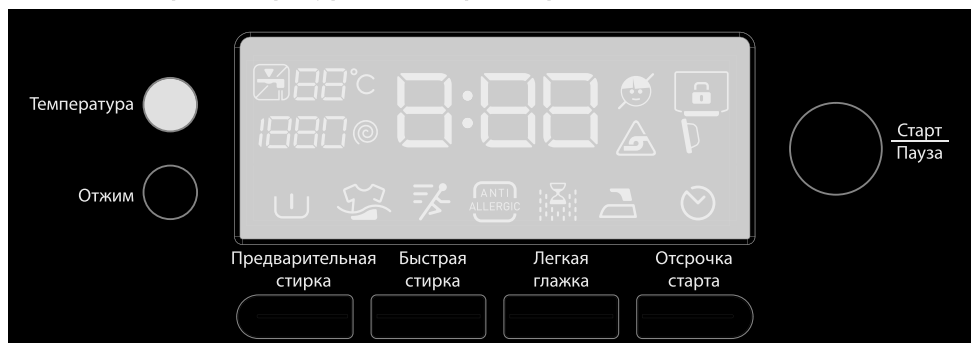 88°C
8:88
1880
Температура
Старт
Пауза
Отжим
ANTI
ALLERGIC
Предварительная
стирка
Быстрая
стирка
Легкая
глажка
Отсрочка
старта